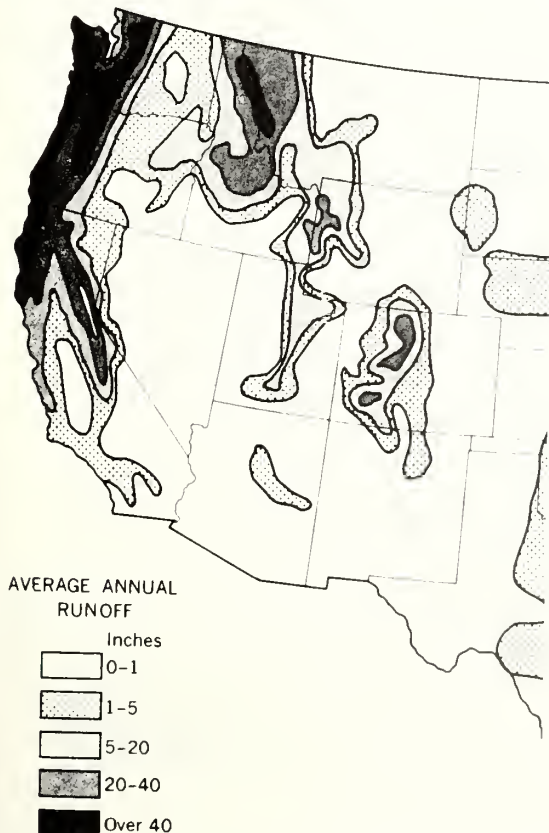 AVERAGE ANNUAL
RUNOFF
Inches
0-1
1-5
5-20
20-40
Over 40